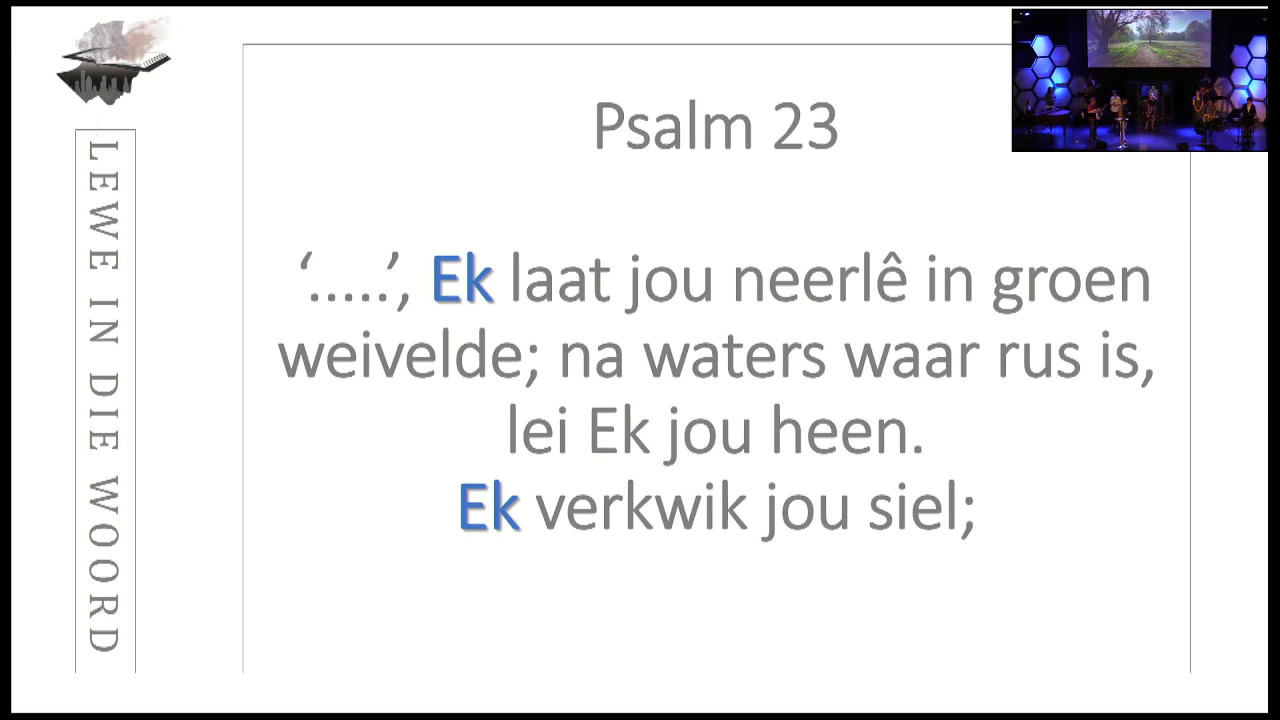 LEWE IN DIE WOORD
Psalm 23
‘.....’, Ek laat jou neerlê in groen
weivelde; na waters waar rus is,
lei Ek jou heen.
Ek verkwik jou siel;